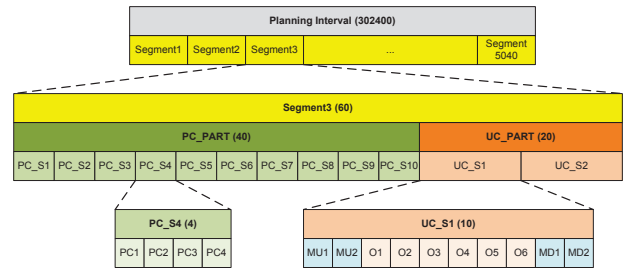 Planning Interval (302400)
Segment1 Segment2 Segment3 ... Segment 5040
Segment3 (60)
PC_PART (40) UC_PART (20)
PC_S1 PC_S2 PC_S3 PC_S4 PC_S5 PC_S6 PC_S7 PC_S8 PC_S9 PC_S10 UC_S1 UC_S2
PC_S4 (4) UC_S1 (10)
PC1 PC2 PC3 PC4 MU1 MU2 O1 O2 O3 O4 O5 O6 MD1 MD2